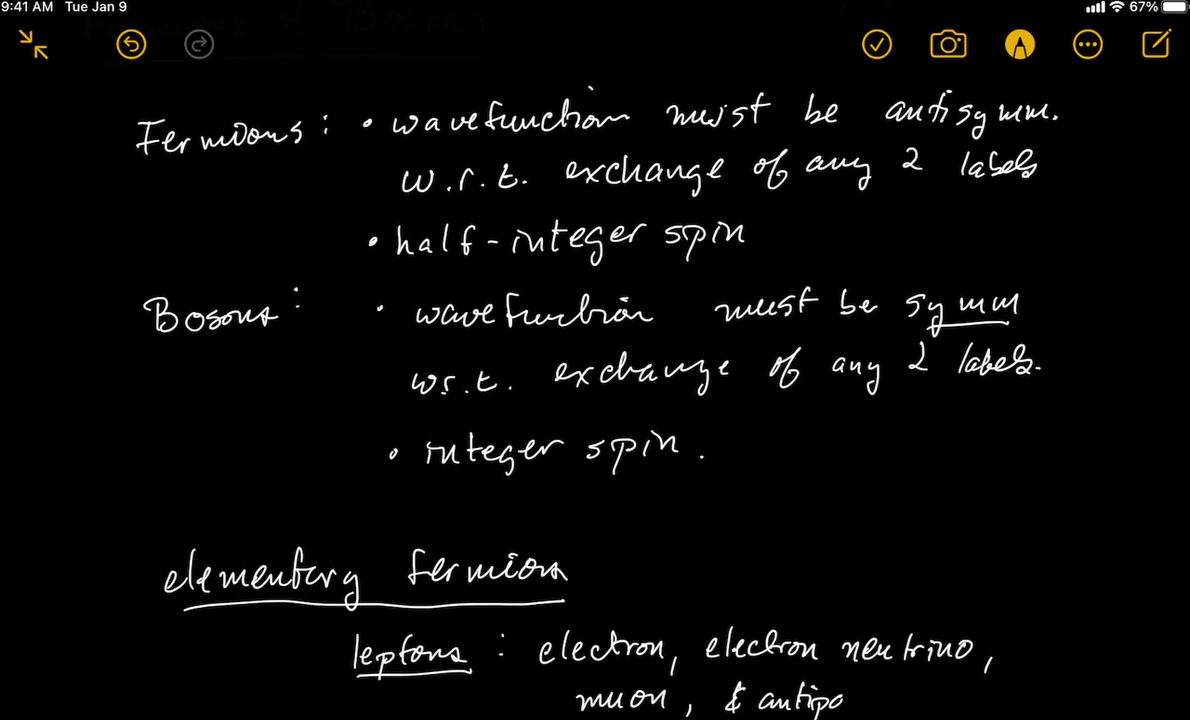 9:41 AM Tue Jan 9 67%
Fermions: • wavefunction must be antisymm.
w.r.t. exchange of any 2 labels
• half-integer spin
Bosons: • wavefunction must be symm
w.r.t. exchange of any 2 labels.
• integer spin.
elementary fermions
leptons: electron, electron neutrino,
muon, & antipa